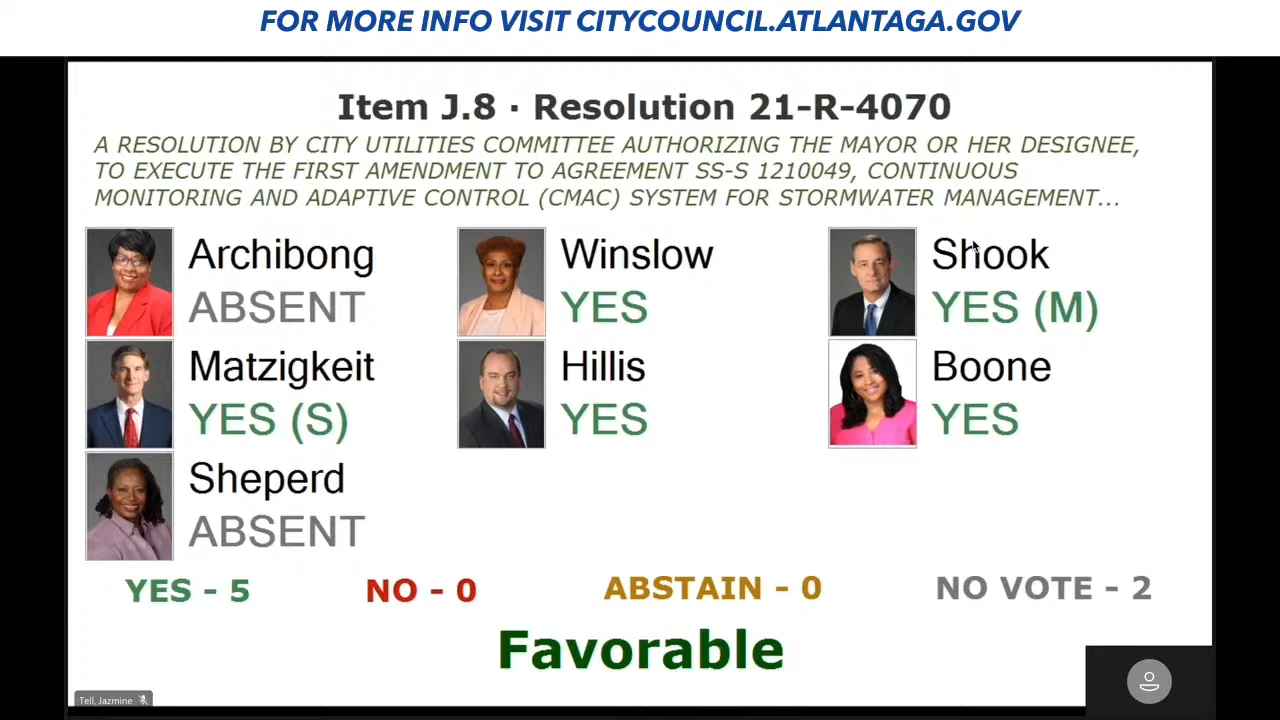 FOR MORE INFO VISIT CITYCOUNCIL.ATLANTAGA.GOV
Item J.8 · Resolution 21-R-4070
A RESOLUTION BY CITY UTILITIES COMMITTEE AUTHORIZING THE MAYOR OR HER DESIGNEE,
TO EXECUTE THE FIRST AMENDMENT TO AGREEMENT SS-S 1210049, CONTINUOUS
MONITORING AND ADAPTIVE CONTROL (CMAC) SYSTEM FOR STORMWATER MANAGEMENT...
Archibong
ABSENT
Winslow
YES
Shook
YES (M)
Matzigkeit
YES (S)
Hillis
YES
Boone
YES
Sheperd
ABSENT
YES - 5 NO - 0 ABSTAIN - 0 NO VOTE - 2
Favorable
Tell, Jazmine